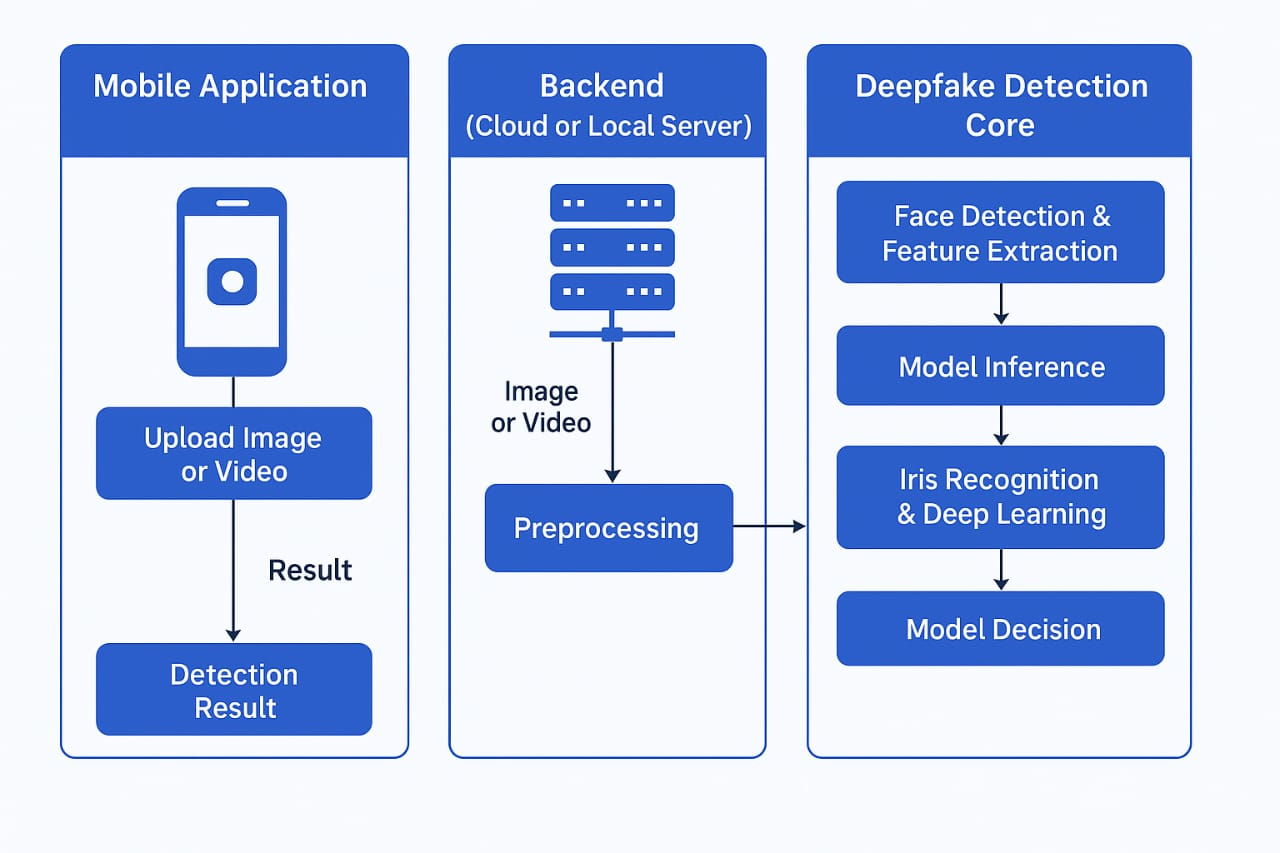 Mobile Application
Upload Image
or Video
Result
Detection
Result
Backend
(Cloud or Local Server)
Image
or Video
Preprocessing
Deepfake Detection
Core
Face Detection &
Feature Extraction
Model Inference
Iris Recognition
& Deep Learning
Model Decision